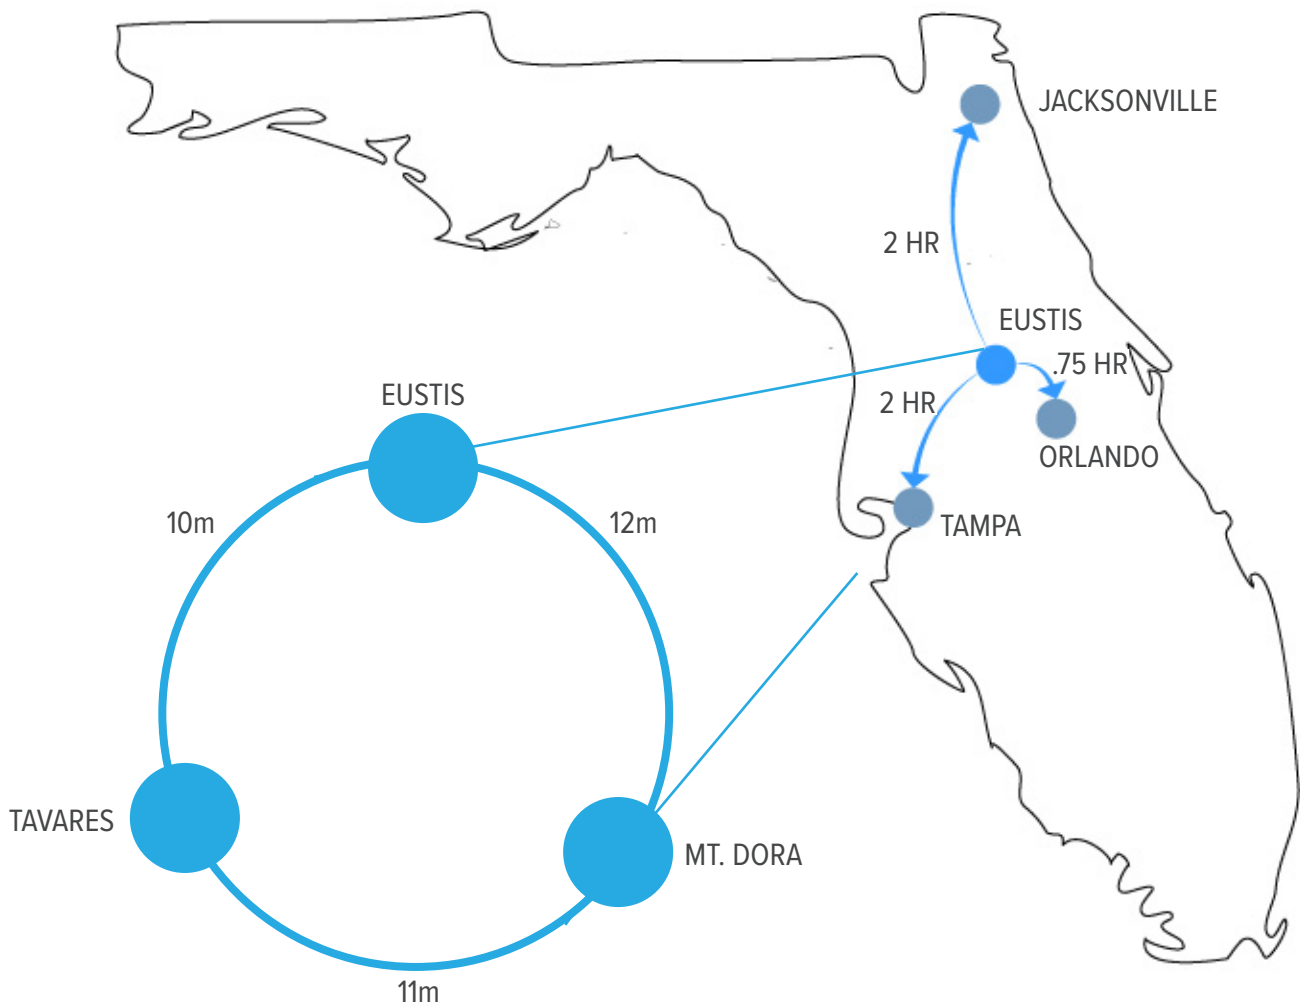 JACKSONVILLE
2 HR
EUSTIS
.75 HR
2 HR
ORLANDO
TAMPA
EUSTIS
10m
12m
TAVARES
MT. DORA
11m